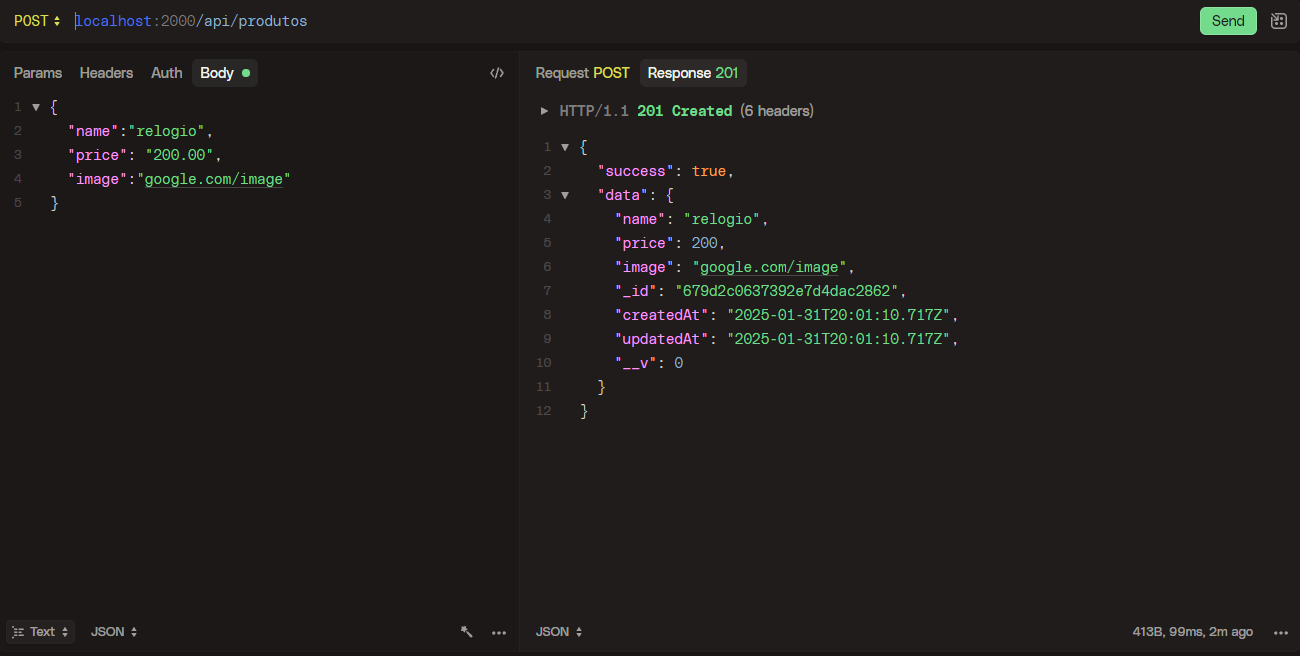 POST localhost:2000/api/produtos Send
Params Headers Auth Body
1 {
2 "name":"relogio",
3 "price": "200.00",
4 "image":"google.com/image"
5 }
Text JSON
Request POST Response 201
HTTP/1.1 201 Created (6 headers)
1 {
2 "success": true,
3 "data": {
4 "name": "relogio",
5 "price": 200,
6 "image": "google.com/image",
7 "_id": "679d2c0637392e7d4dac2862",
8 "createdAt": "2025-01-31T20:01:10.717Z",
9 "updatedAt": "2025-01-31T20:01:10.717Z",
10 "__v": 0
11 }
12 }
JSON 413B, 99ms, 2m ago